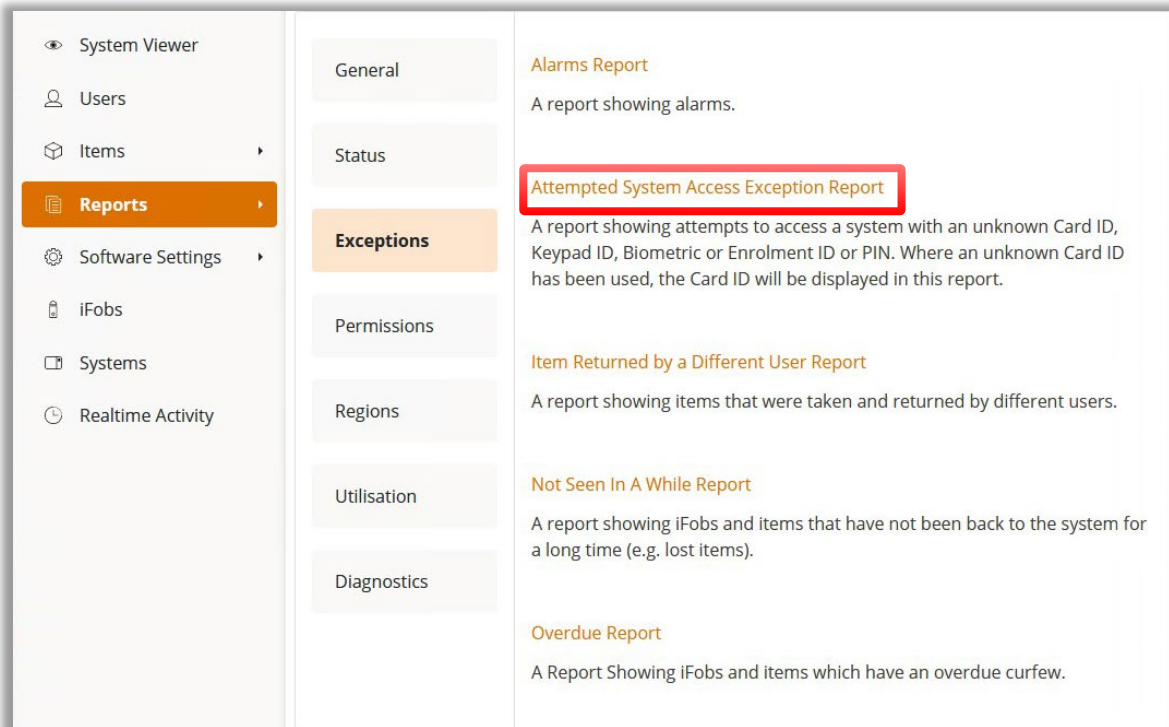 System Viewer
Users
Items
Reports
Software Settings
iFobs
Systems
Realtime Activity
General
Status
Exceptions
Permissions
Regions
Utilisation
Diagnostics
Alarms Report
A report showing alarms.
Attempted System Access Exception Report
A report showing attempts to access a system with an unknown Card ID,
Keypad ID, Biometric or Enrolment ID or PIN. Where an unknown Card ID
has been used, the Card ID will be displayed in this report.
Item Returned by a Different User Report
A report showing items that were taken and returned by different users.
Not Seen In A While Report
A report showing iFobs and items that have not been back to the system for
a long time (e.g. lost items).
Overdue Report
A Report Showing iFobs and items which have an overdue curfew.